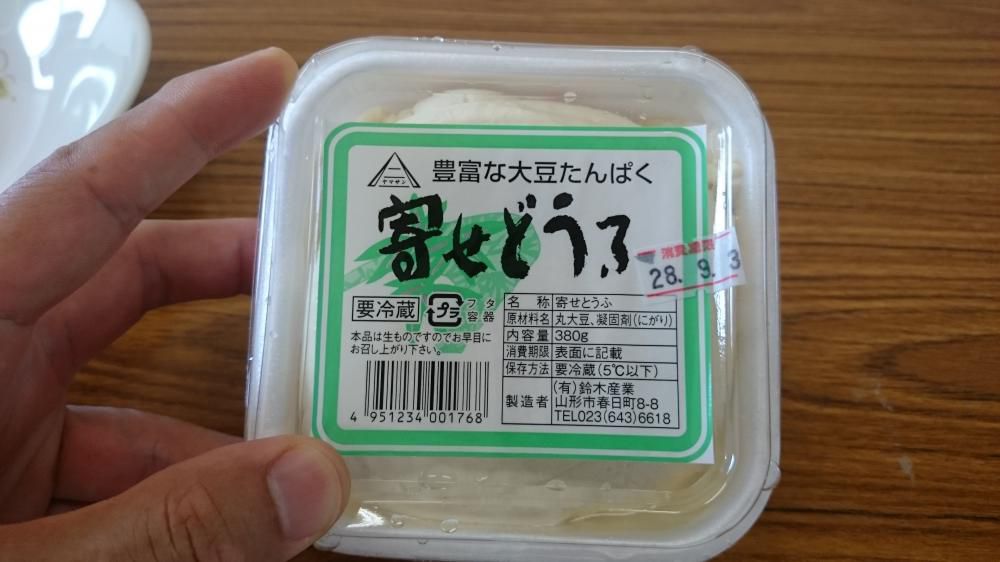 ヤマサン
豊富な大豆たんぱく
寄せどうふ
消費期限
28. 9. 3
要冷蔵
プラ
フタ
容器
本品は生ものですのでお早目に
お召し上がり下さい。
4 951234 001768
名 称 寄せとうふ
原材料名 丸大豆、凝固剤(にがり)
内容量 380g
消費期限 表面に記載
保存方法 要冷蔵(5℃以下)
製造者 (有)鈴木産業
山形市春日町8-8
TEL023(643)6618